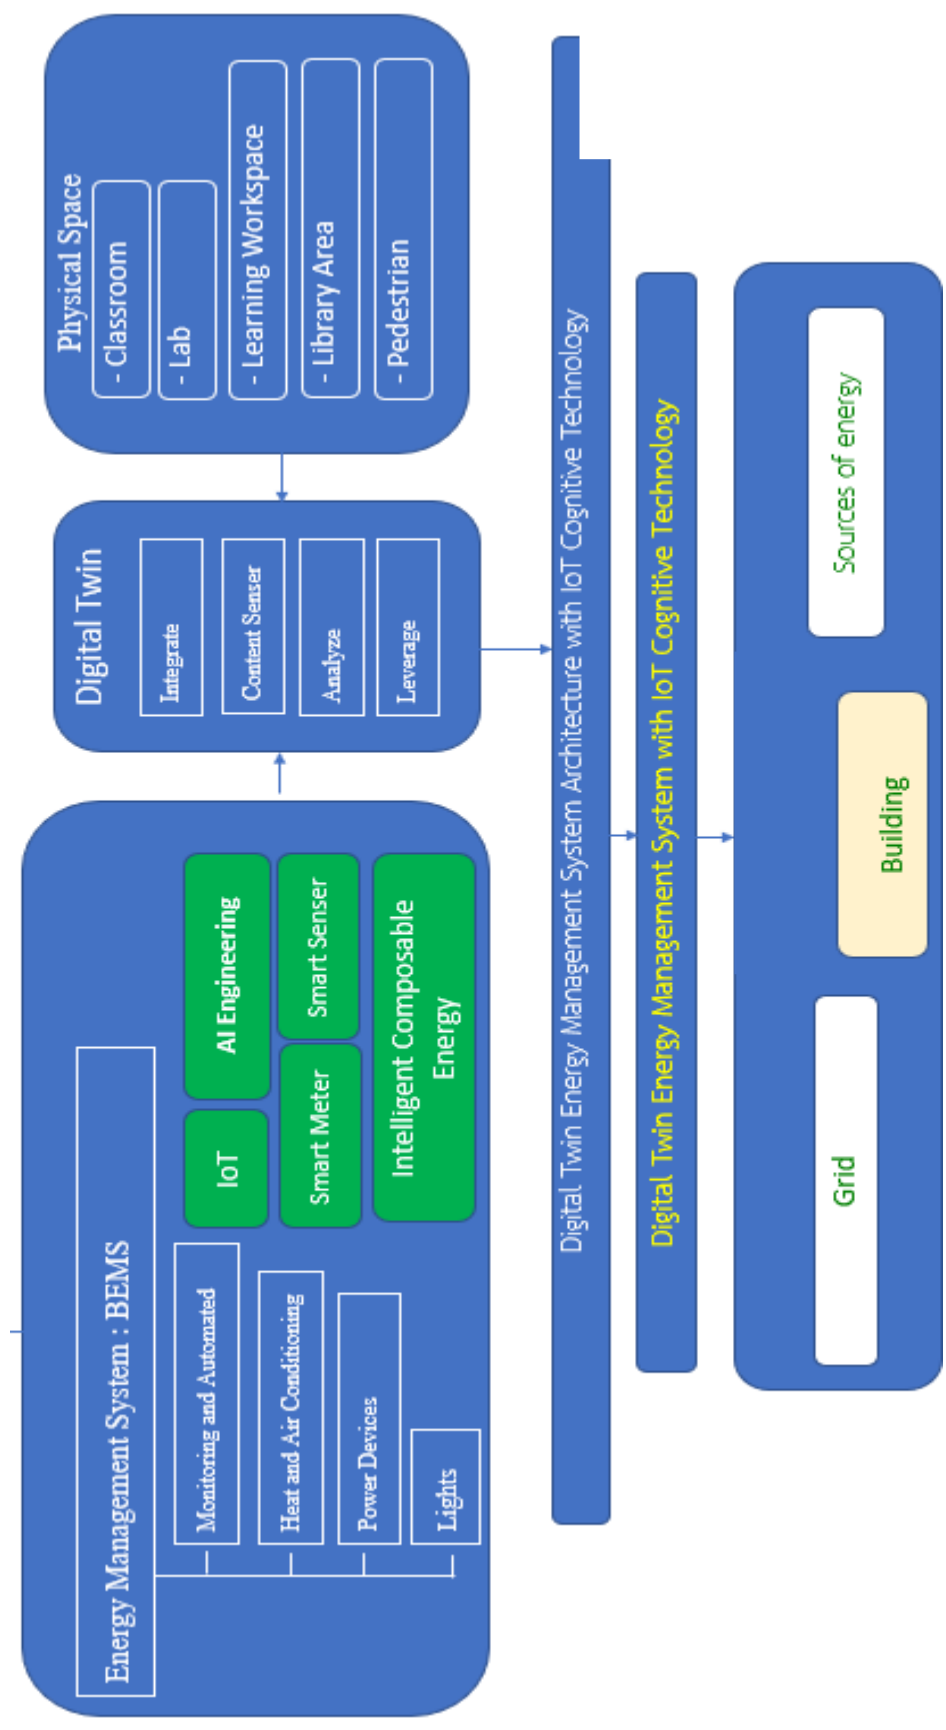 Energy Management System : BEMS
Monitoring and Automated
Heat and Air Conditioning
Power Devices
Lights
IoT
AI Engineering
Smart Meter
Smart Senser
Intelligent Composable
Energy
Digital Twin
Integrate
Content Senser
Analyze
Leverage
Physical Space
- Classroom
- Lab
- Learning Workspace
- Library Area
- Pedestrian
Digital Twin Energy Management System Architecture with IoT Cognitive Technology
Digital Twin Energy Management System with IoT Cognitive Technology
Grid
Building
Sources of energy